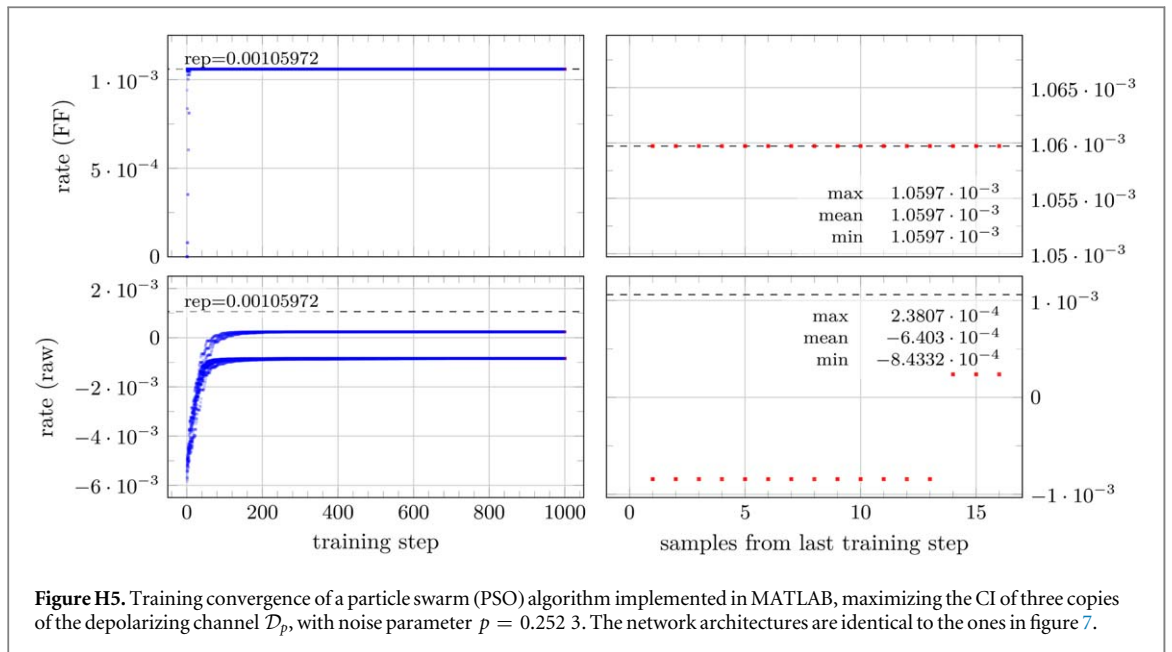 rep=0.00105972
1 · 10⁻³
5 · 10⁻⁴
0
rate (FF)
1.065 · 10⁻³
1.06 · 10⁻³
1.055 · 10⁻³
1.05 · 10⁻³
max 1.0597 · 10⁻³
mean 1.0597 · 10⁻³
min 1.0597 · 10⁻³
2 · 10⁻³
0
−2 · 10⁻³
−4 · 10⁻³
−6 · 10⁻³
rate (raw)
rep=0.00105972
0 200 400 600 800 1000
training step
max 2.3807 · 10⁻⁴
mean −6.403 · 10⁻⁴
min −8.4332 · 10⁻⁴
1 · 10⁻³
0
−1 · 10⁻³
0 5 10 15
samples from last training step
Figure H5. Training convergence of a particle swarm (PSO) algorithm implemented in MATLAB, maximizing the CI of three copies
of the depolarizing channel 𝒟ₚ, with noise parameter p = 0.252 3. The network architectures are identical to the ones in figure 7.